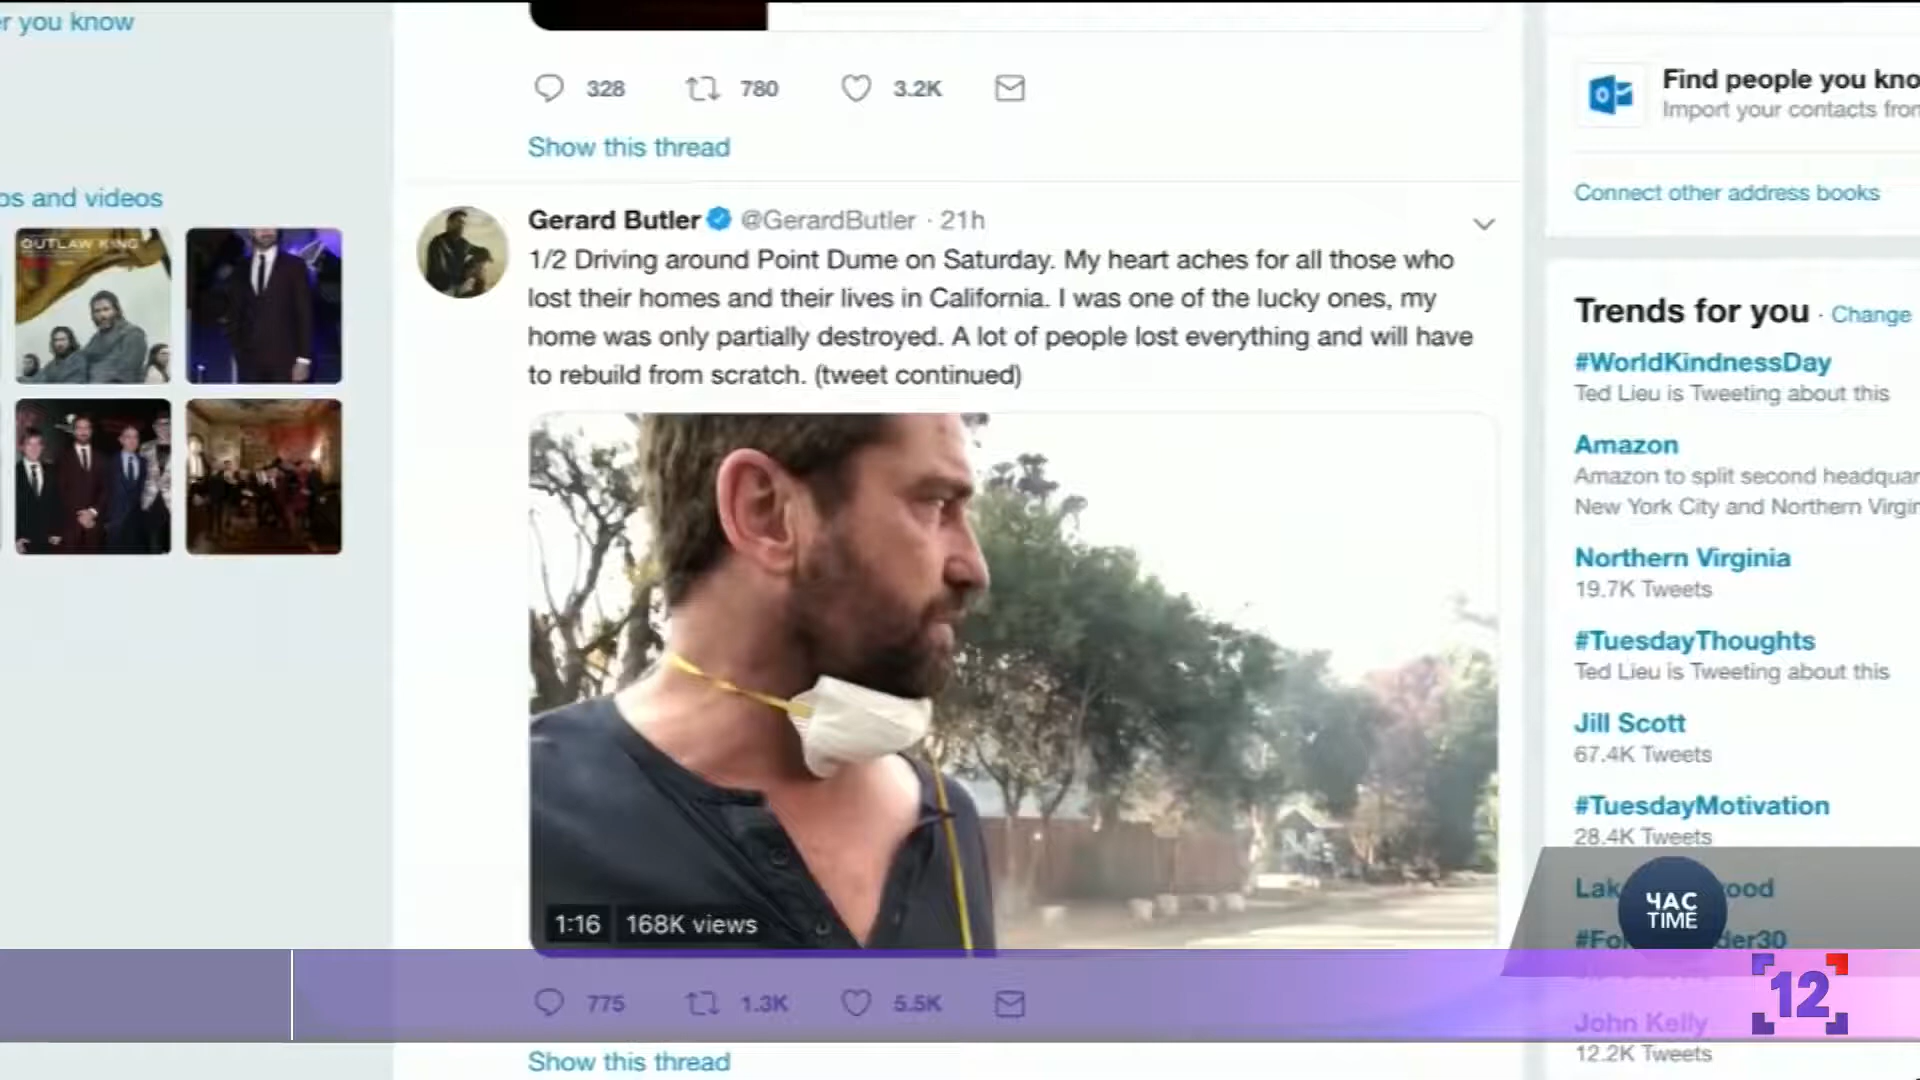 er you know
os and videos
OUTLAW KING
328 780 3.2K
Show this thread
Gerard Butler @GerardButler · 21h
1/2 Driving around Point Dume on Saturday. My heart aches for all those who
lost their homes and their lives in California. I was one of the lucky ones, my
home was only partially destroyed. A lot of people lost everything and will have
to rebuild from scratch. (tweet continued)
1:16 168K views
775 1.3K 5.5K
Show this thread
Find people you kno
Import your contacts from
Connect other address books
Trends for you · Change
#WorldKindnessDay
Ted Lieu is Tweeting about this
Amazon
Amazon to split second headquar
New York City and Northern Virgin
Northern Virginia
19.7K Tweets
#TuesdayThoughts
Ted Lieu is Tweeting about this
Jill Scott
67.4K Tweets
#TuesdayMotivation
28.4K Tweets
Lak ood
#Fo der30
John Kelly
12.2K Tweets
ЧАС
TIME
12